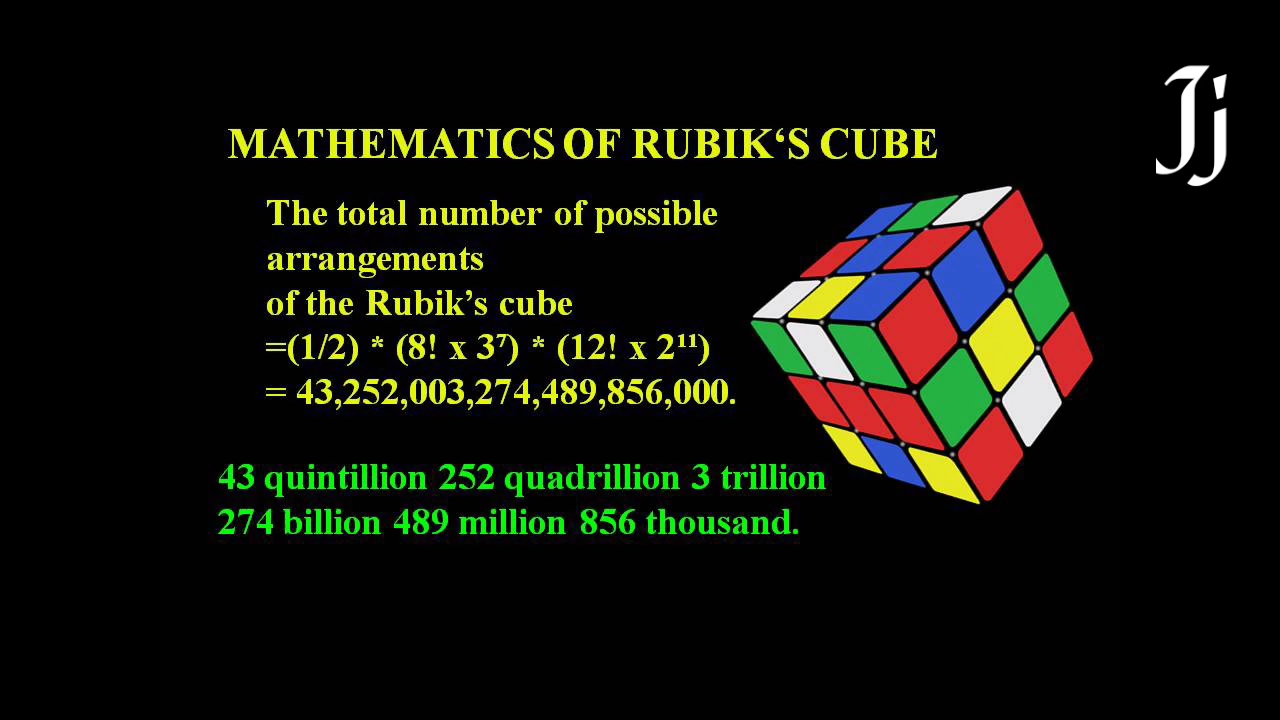 Jj
MATHEMATICS OF RUBIK‘S CUBE
The total number of possible
arrangements
of the Rubik’s cube
=(1/2) * (8! x 3⁷) * (12! x 2¹¹)
= 43,252,003,274,489,856,000.
43 quintillion 252 quadrillion 3 trillion
274 billion 489 million 856 thousand.